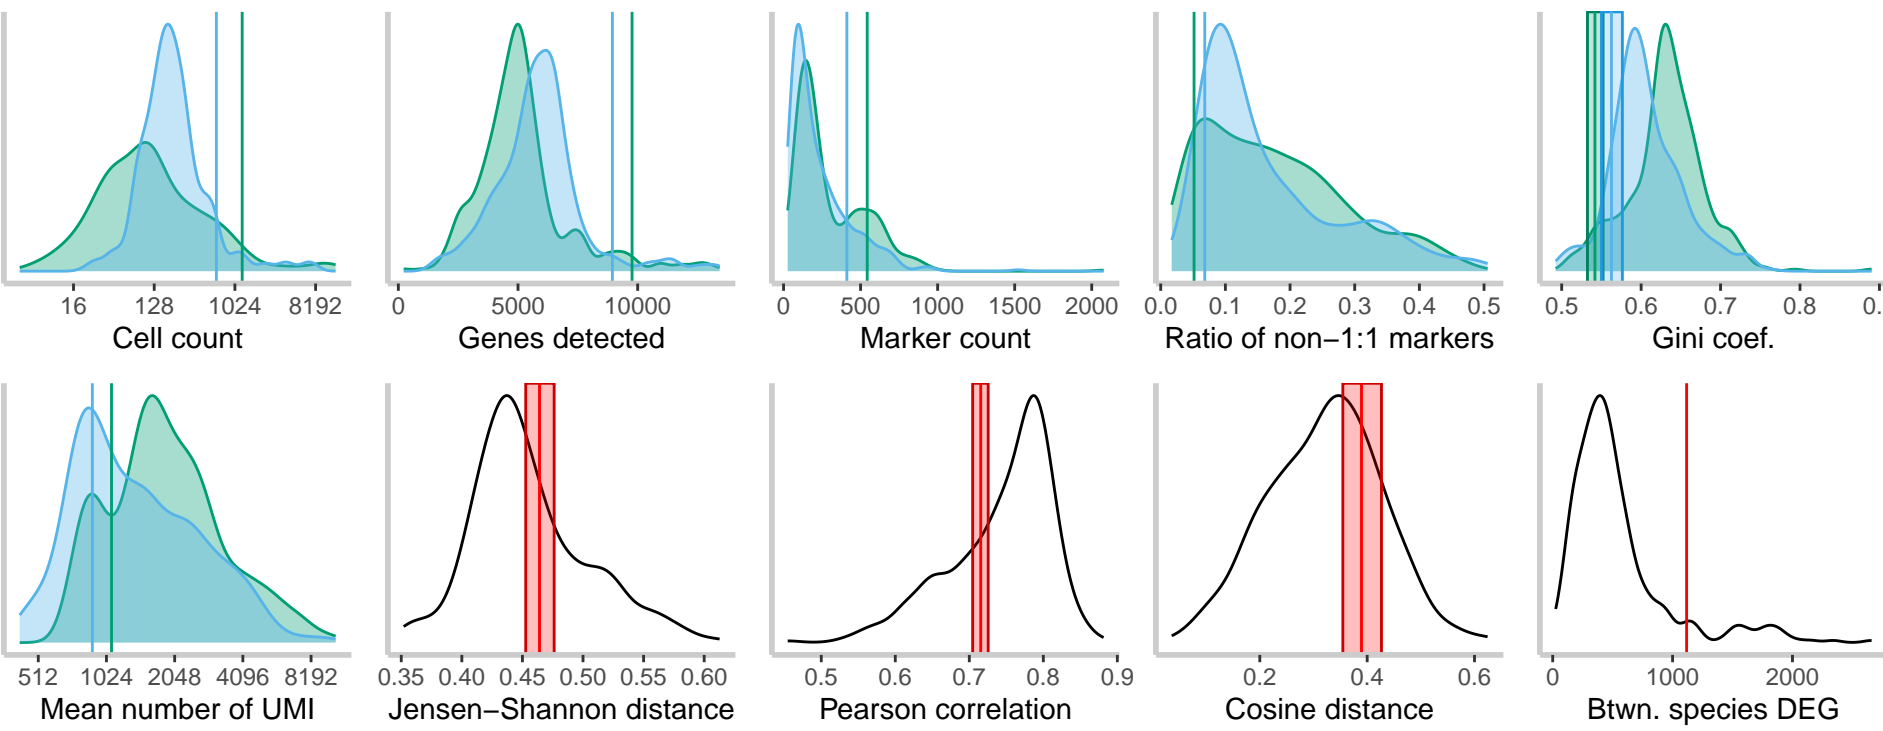 16 128 1024 8192
Cell count
0 5000 10000
Genes detected
0 500 1000 1500 2000
Marker count
0.0 0.1 0.2 0.3 0.4 0.5
Ratio of non−1:1 markers
0.5 0.6 0.7 0.8 0.
Gini coef.
512 1024 2048 4096 8192
Mean number of UMI
0.35 0.40 0.45 0.50 0.55 0.60
Jensen−Shannon distance
0.5 0.6 0.7 0.8 0.9
Pearson correlation
0.2 0.4 0.6
Cosine distance
0 1000 2000
Btwn. species DEG